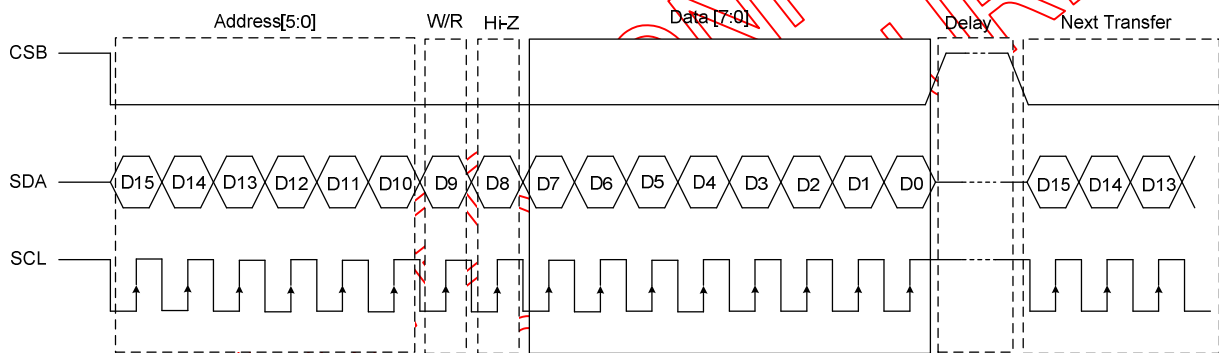 Address[5:0] W/R Hi-Z Data [7:0] Delay Next Transfer
CSB
SDA D15 D14 D13 D12 D11 D10 D9 D8 D7 D6 D5 D4 D3 D2 D1 D0 D15 D14 D13
SCL